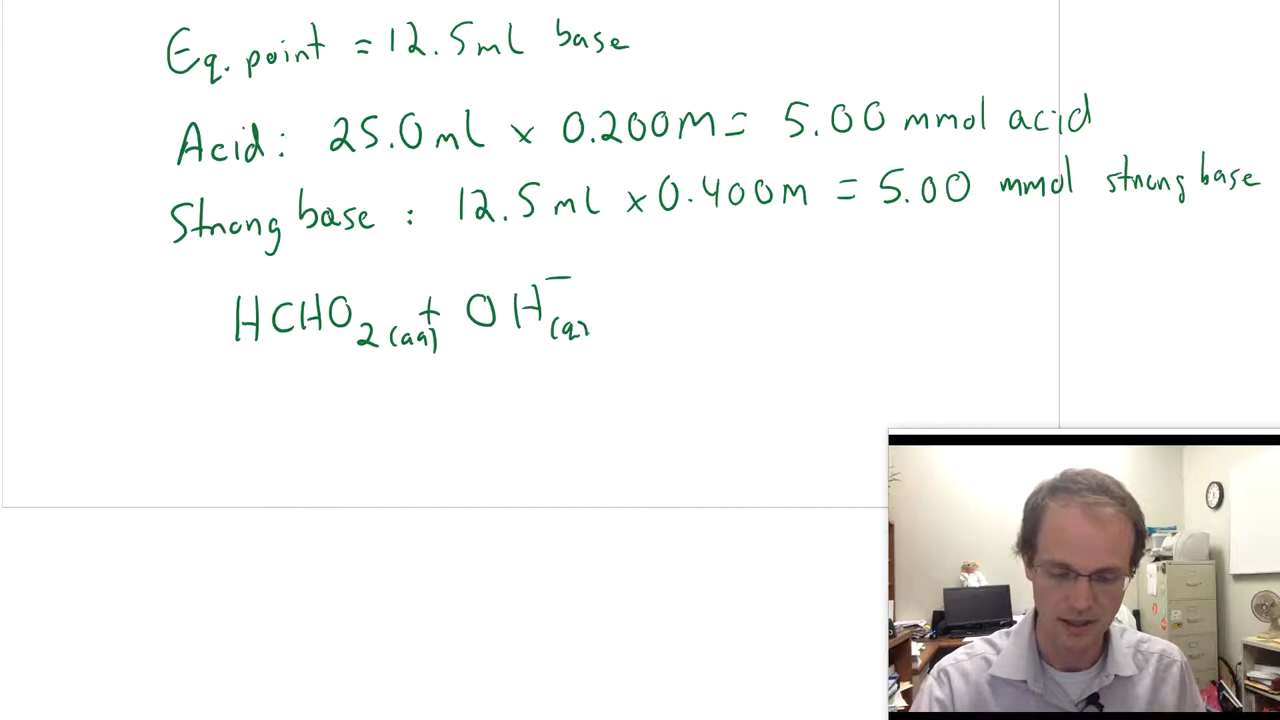 Eq. point = 12.5 ml base
Acid: 25.0 ml x 0.200 M = 5.00 mmol acid
Strong base: 12.5 ml x 0.400 M = 5.00 mmol strong base
HCHO₂(aq) + OH⁻(aq)